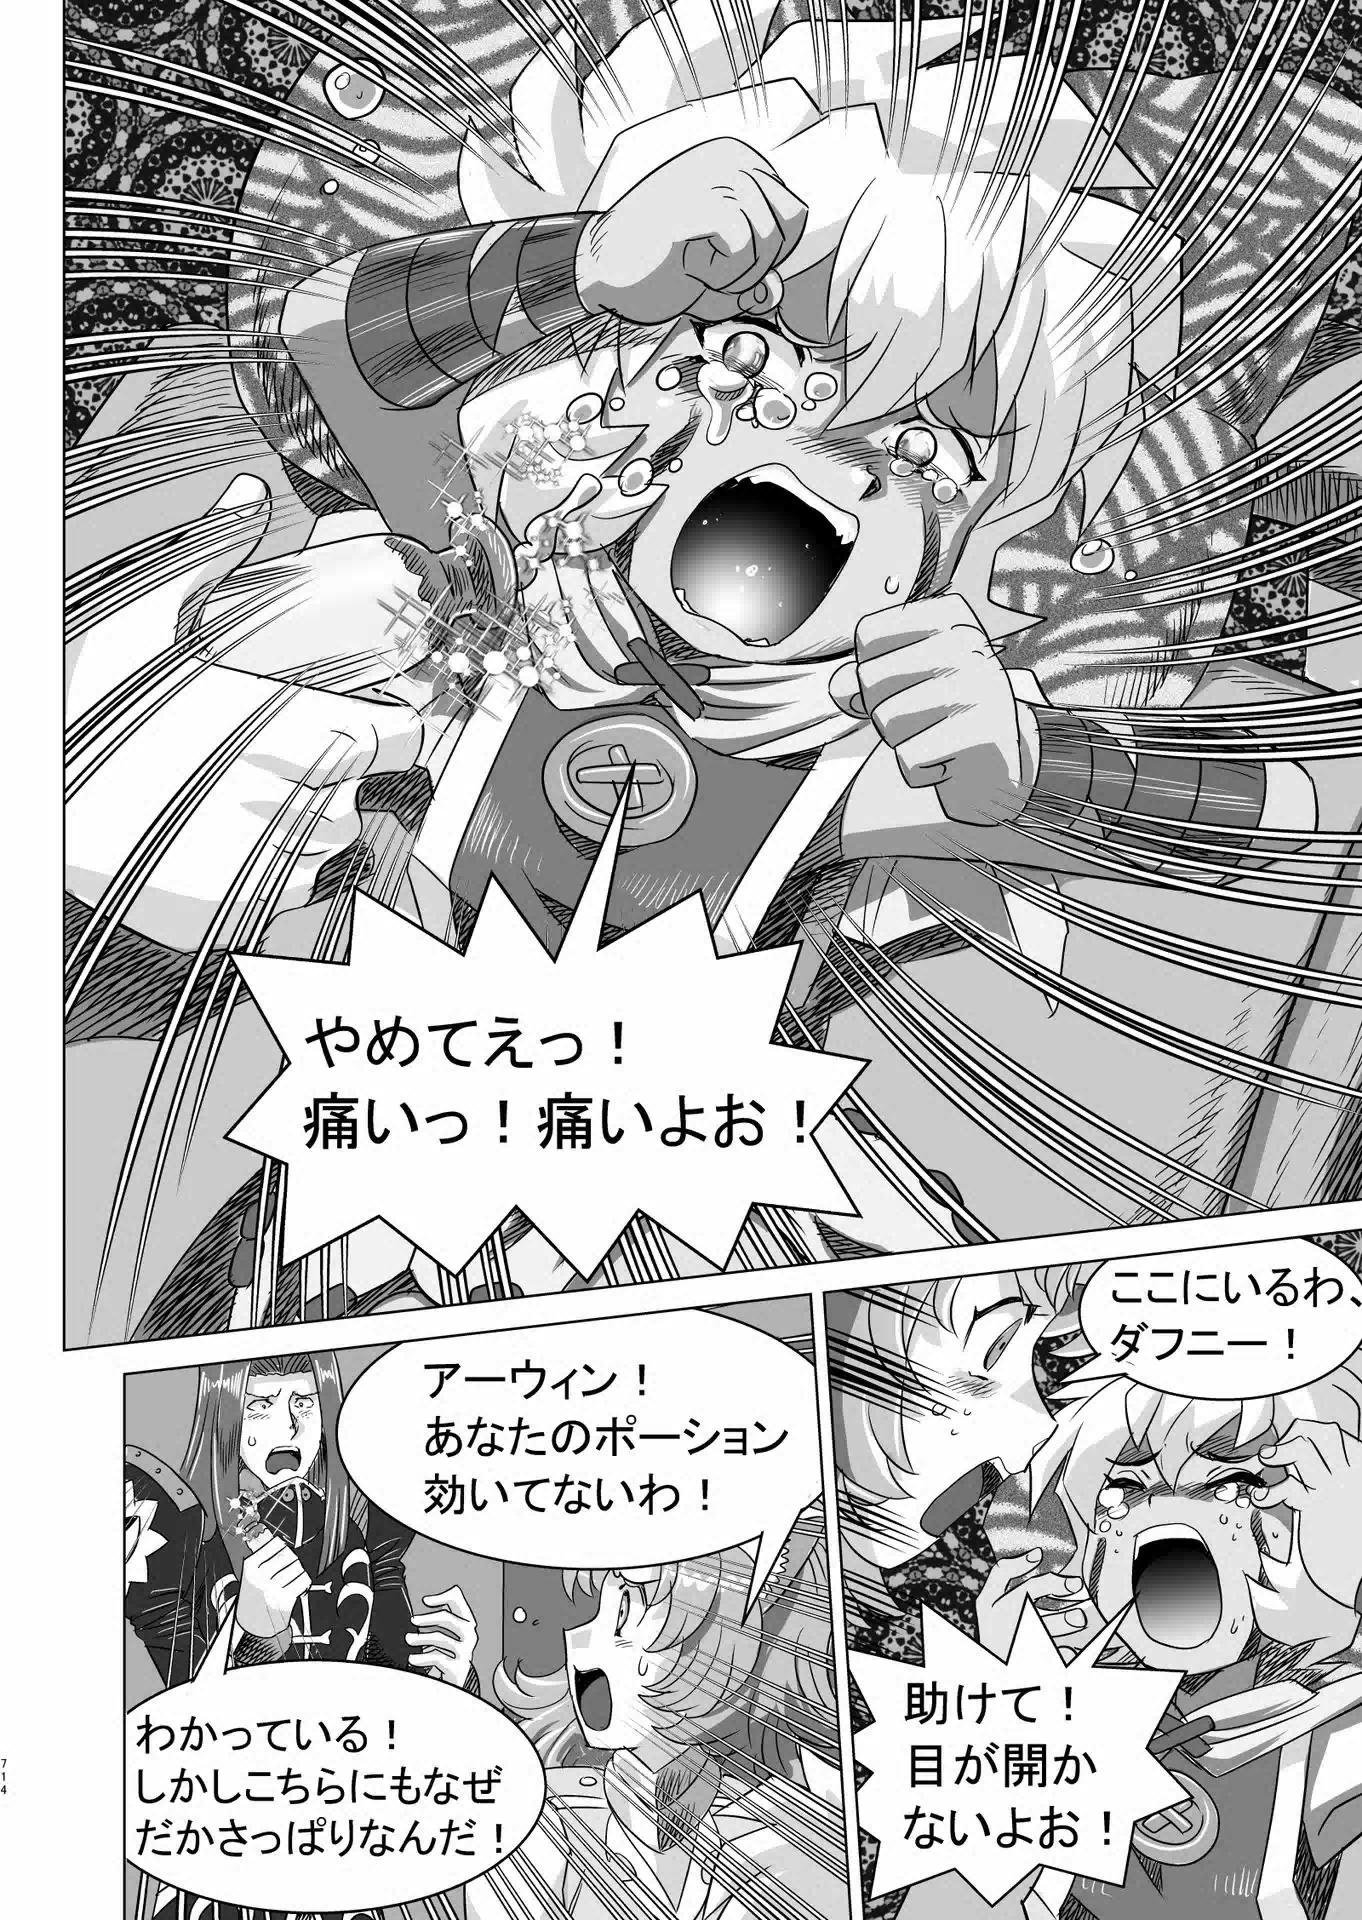 やめてえっ！
痛いっ！痛いよお！
ここにいるわ、
ダフニー！
助けて！
目が開か
ないよお！
アーウィン！
あなたのポーション
効いてないわ！
わかっている！
しかしこちらにもなぜ
だかさっぱりなんだ！
714